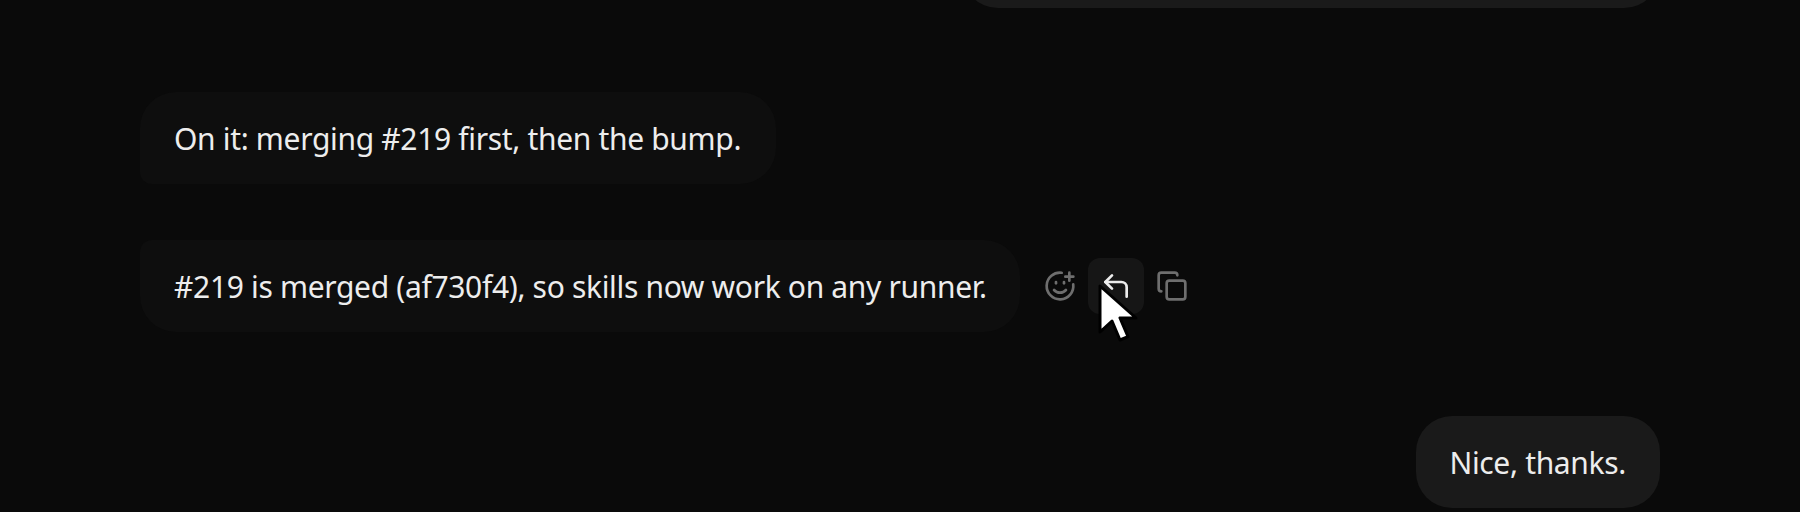 On it: merging #219 first, then the bump.
#219 is merged (af730f4), so skills now work on any runner.
Nice, thanks.